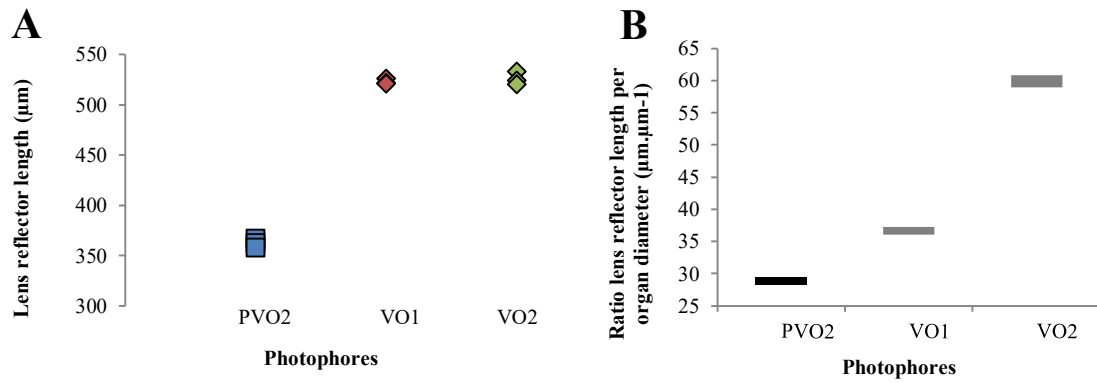 A
Lens reflector length (µm)
550
500
450
400
350
300
PVO2 VO1 VO2
Photophores
B
Ratio lens reflector length per
organ diameter (µm.µm-1)
65
60
55
50
45
40
35
30
25
PVO2 VO1 VO2
Photophores